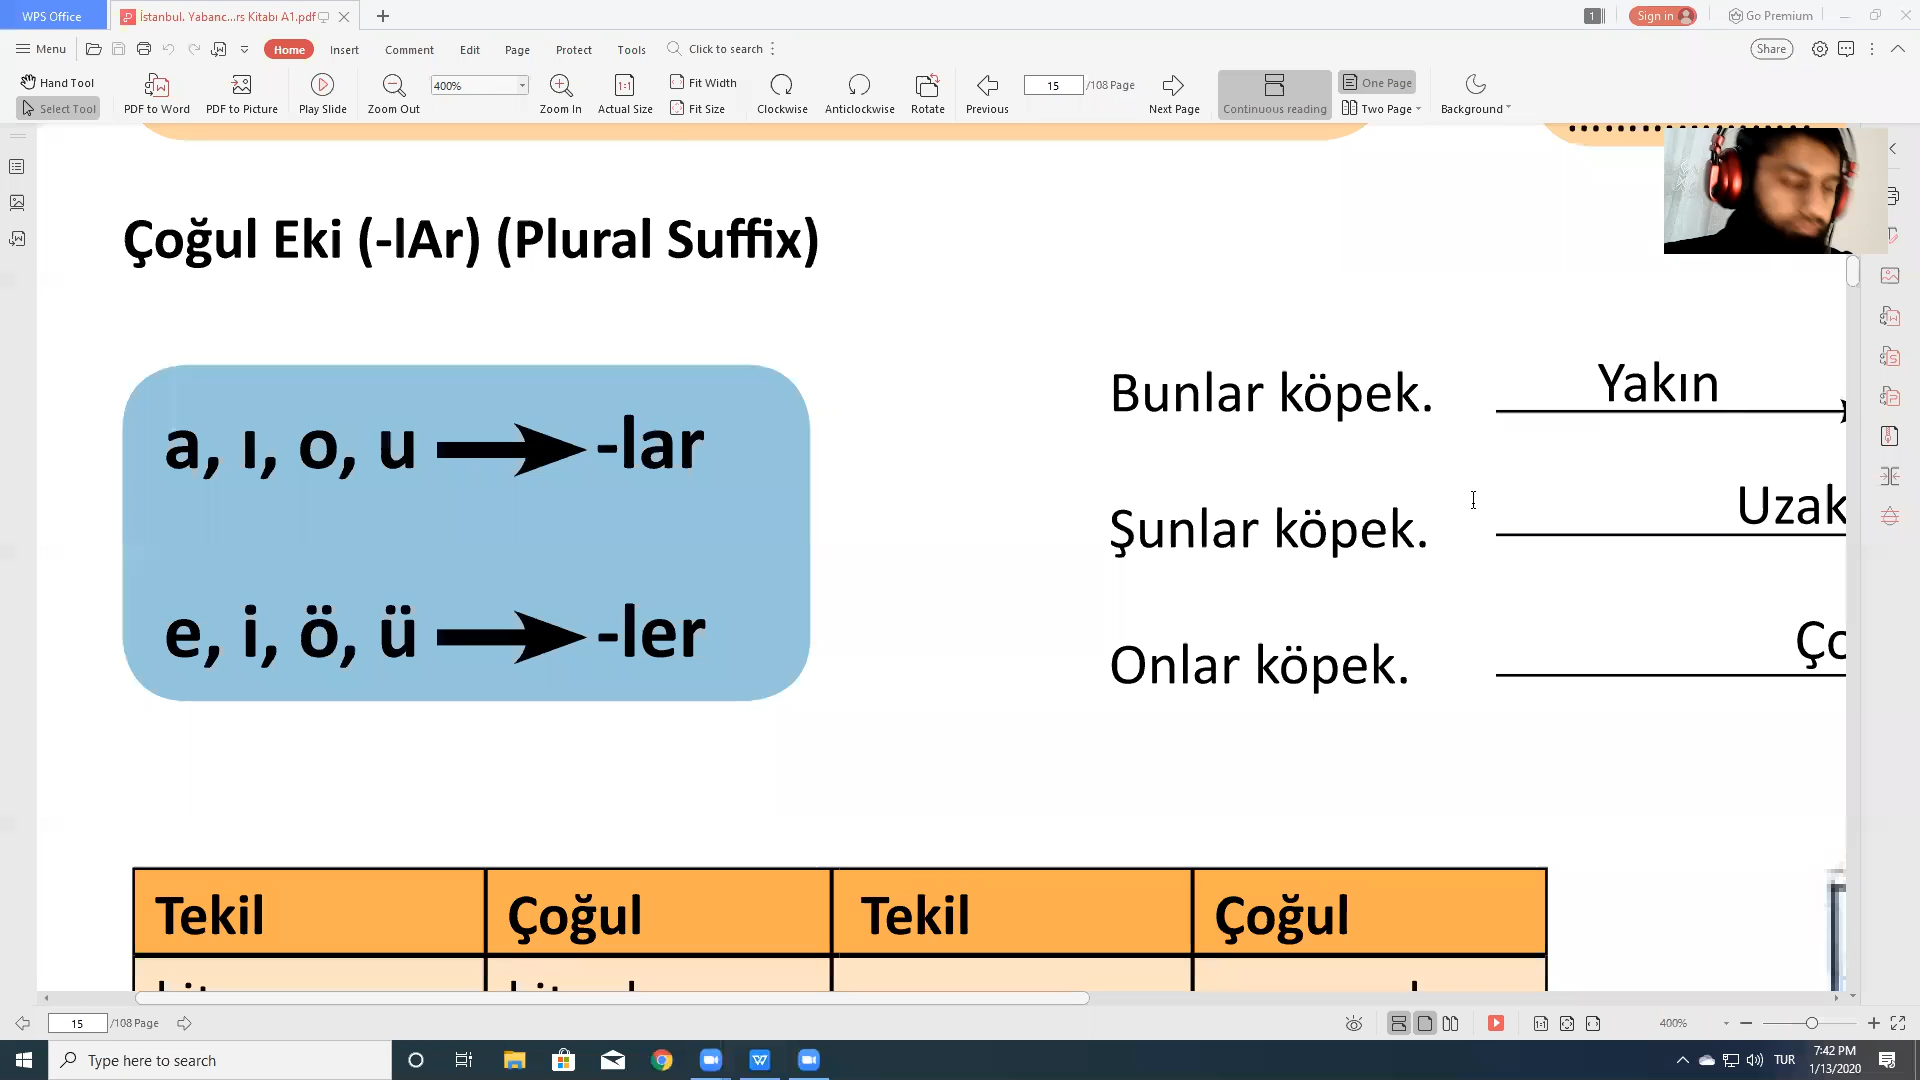 WPS Office
İstanbul. Yabanc...rs Kitabı A1.pdf
1
Sign in
Go Premium
Menu
Home
Insert
Comment
Edit
Page
Protect
Tools
Click to search
Share
Hand Tool
Select Tool
PDF to Word
PDF to Picture
Play Slide
Zoom Out
400%
Zoom In
1:1
Actual Size
Fit Width
Fit Size
Clockwise
Anticlockwise
Rotate
Previous
15
/108 Page
Next Page
Continuous reading
One Page
Two Page
Background
Çoğul Eki (-lAr) (Plural Suffix)
a, ı, o, u -lar
e, i, ö, ü -ler
Bunlar köpek. Yakın
Şunlar köpek. Uzak
Onlar köpek. Ço
Tekil Çoğul Tekil Çoğul
15 /108 Page
400%
Type here to search
TUR
7:42 PM
1/13/2020